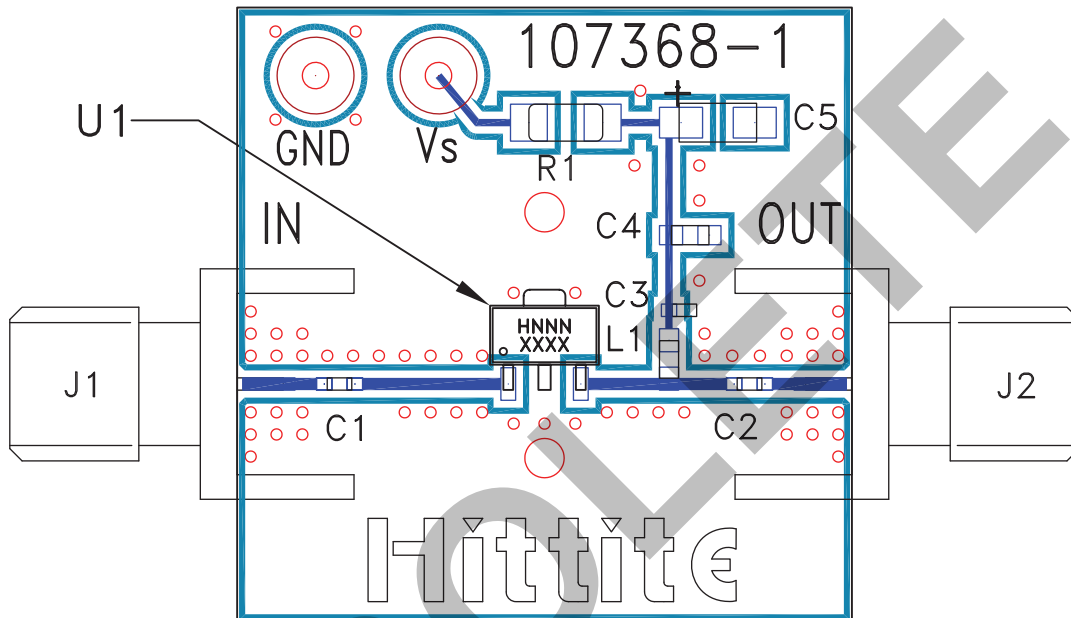 107368-1
U1
GND
Vs
R1
C5
IN
C4
OUT
C3
HNNN
XXXX
L1
J1
J2
C1
C2
Hittite
OLETE